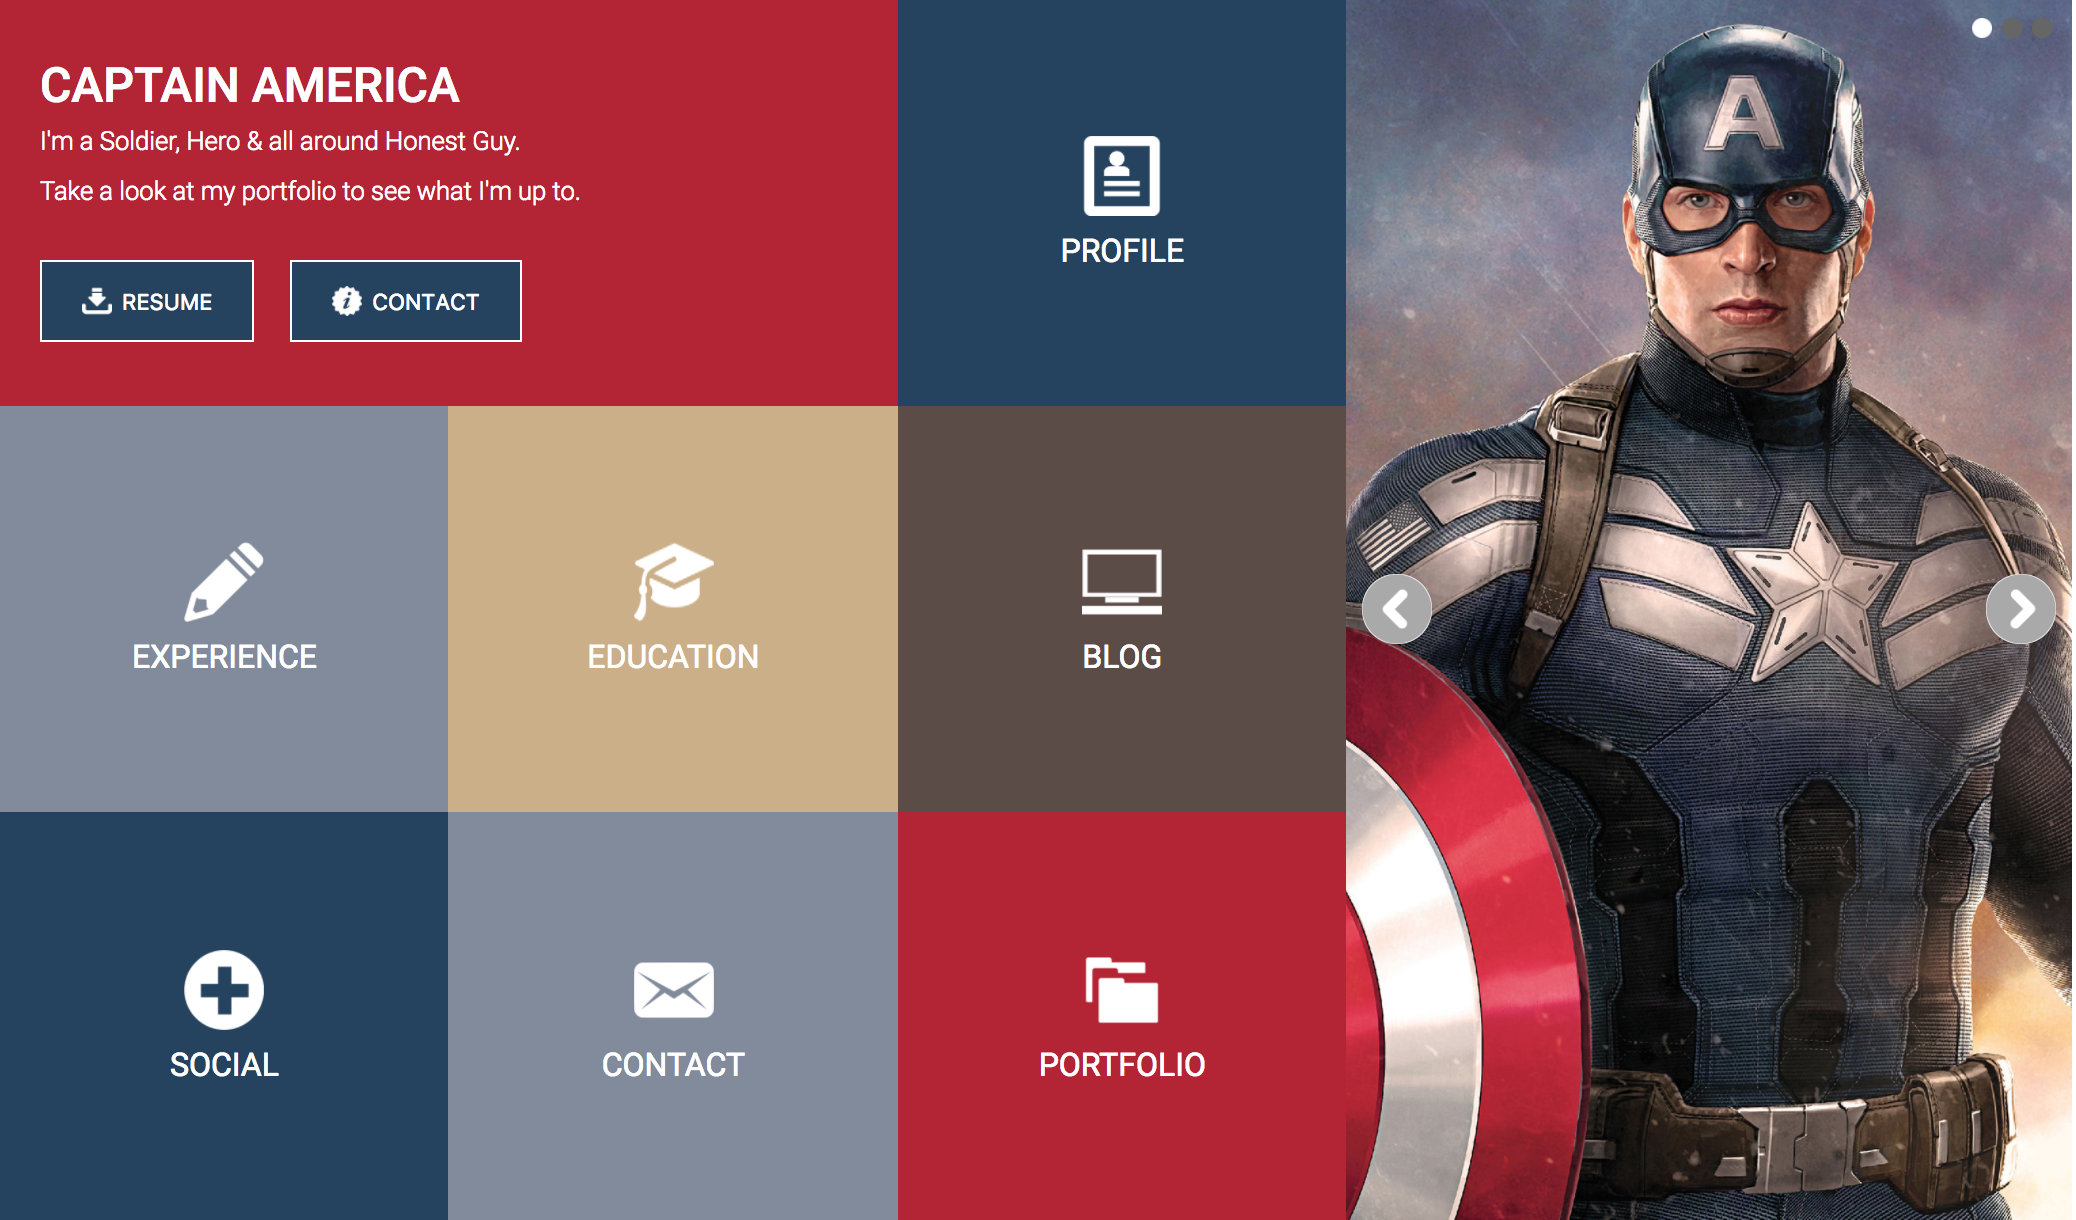 CAPTAIN AMERICA
I'm a Soldier, Hero & all around Honest Guy.
Take a look at my portfolio to see what I'm up to.
RESUME
CONTACT
PROFILE
A
EXPERIENCE
EDUCATION
BLOG
SOCIAL
CONTACT
PORTFOLIO